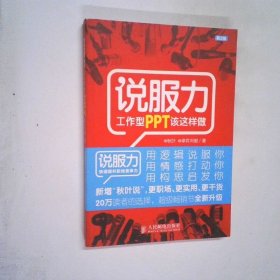 第2版
说服力
工作型PPT该这样做
说服力
用逻辑说服你
用情感打动你
用构思启发你
新增“秋叶说”,更职场、更实用、更干货
20万读者的选择,超级畅销书全新升级
人民邮电出版社